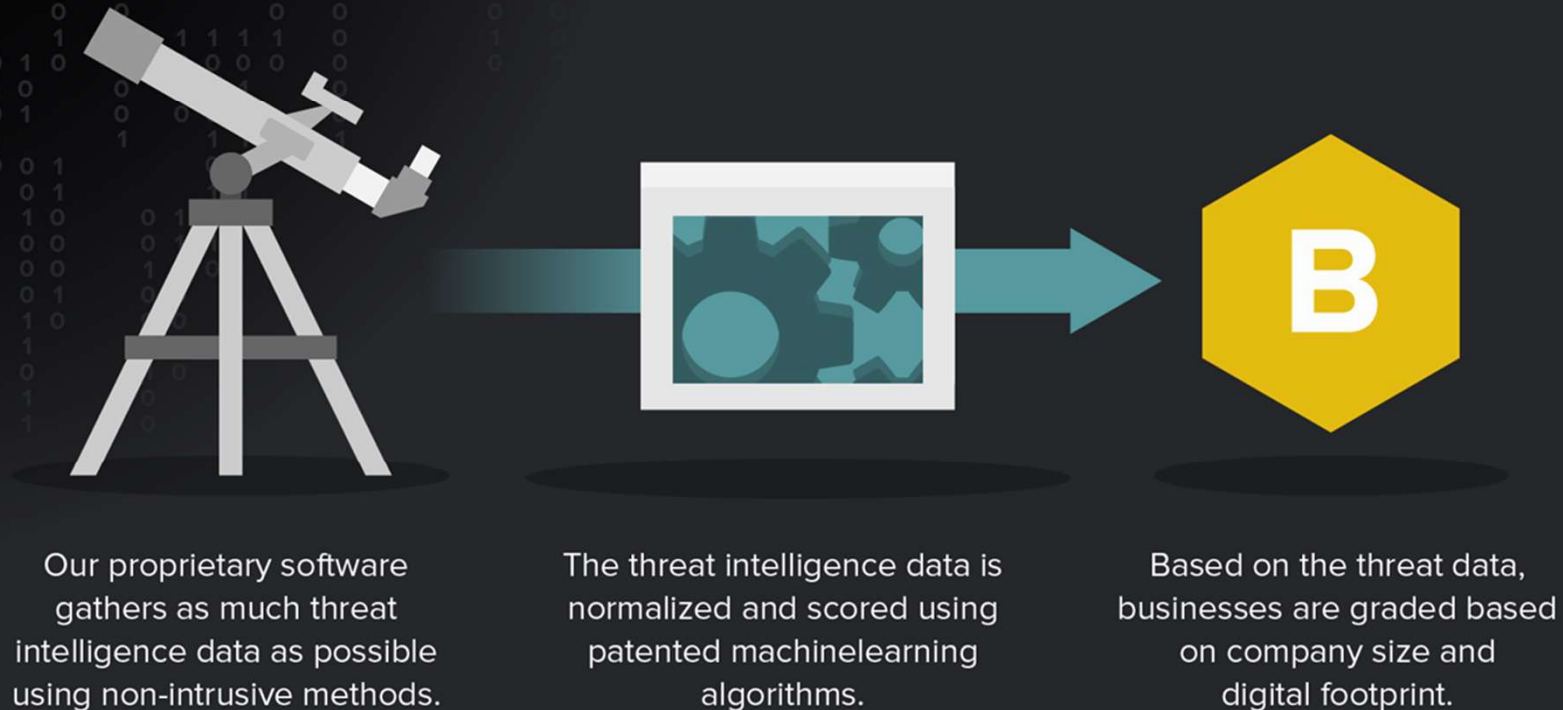 Our proprietary software
gathers as much threat
intelligence data as possible
using non-intrusive methods.
The threat intelligence data is
normalized and scored using
patented machinelearning
algorithms.
B
Based on the threat data,
businesses are graded based
on company size and
digital footprint.